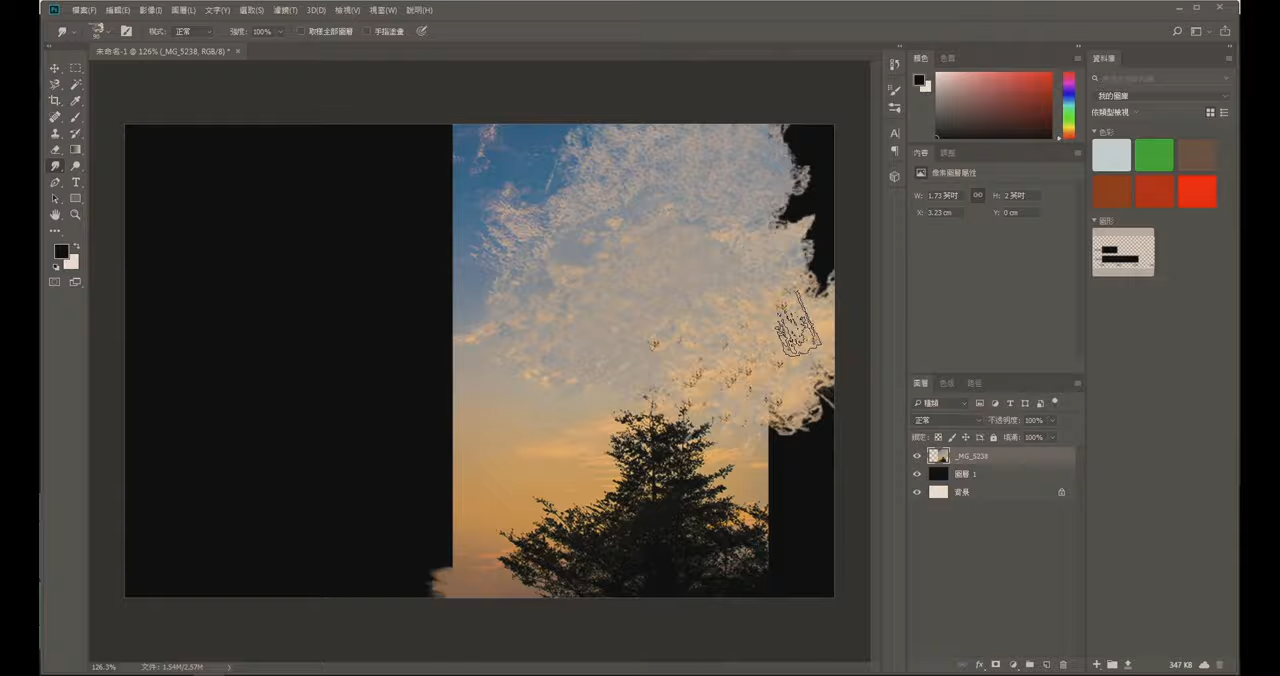 Ps 檔案(F) 編輯(E) 影像(I) 圖層(L) 文字(Y) 選取(S) 濾鏡(T) 3D(D) 檢視(V) 視窗(W) 說明(H)
90 模式: 正常 強度: 100% 取樣全部圖層 手指塗畫
未命名-1 @ 126% (_MG_5238, RGB/8) * ×
顏色 色票
資料庫
我的圖庫
依類型檢視
色彩
內容 調整
像素圖層屬性
W: 1.73 英吋 H: 2 英吋
X: 3.23 cm Y: 0 cm
圖形
圖層 色版 路徑
種類
正常 不透明度: 100%
鎖定: 填滿: 100%
_MG_5238
圖層 1
背景
126.3% 文件: 1.54M/2.57M
fx 347 KB